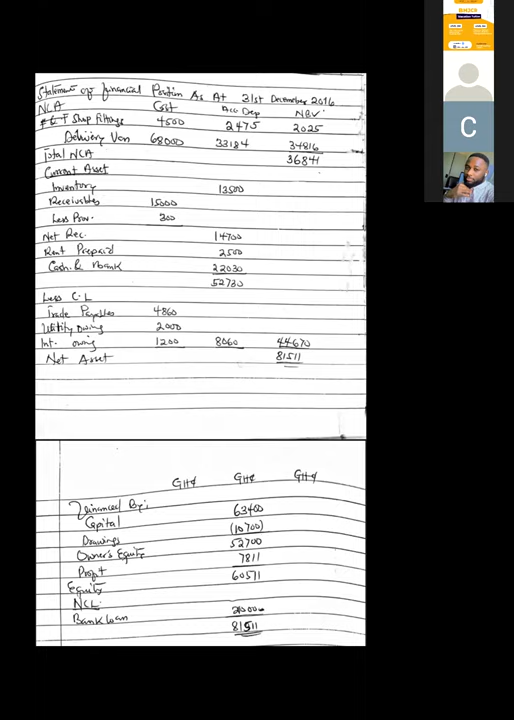 Statement of financial Position As At 31st December 2016
NCA Cost Acc Dep NBV
F Shop Fittings 4500 2475 2025
Delivery Van 68000 33184 34816
Total NCA 36841
Current Asset
Inventory 13500
Receivables 15000
Less Prov. 300
Net Rec. 14700
Rent Prepaid 2500
Cash & Bank 22030
52730
Less C.L
Trade Payables 4860
Utility owing 2000
Int. owing 1200 8060 44670
Net Asset 81511
GH¢ GH¢ GH¢
Financed By:
Capital 63400
Drawings (10700)
Owner's Equity 52700
Profit 7811
Equity 60511
NCL
Bank loan 21000
81511
C